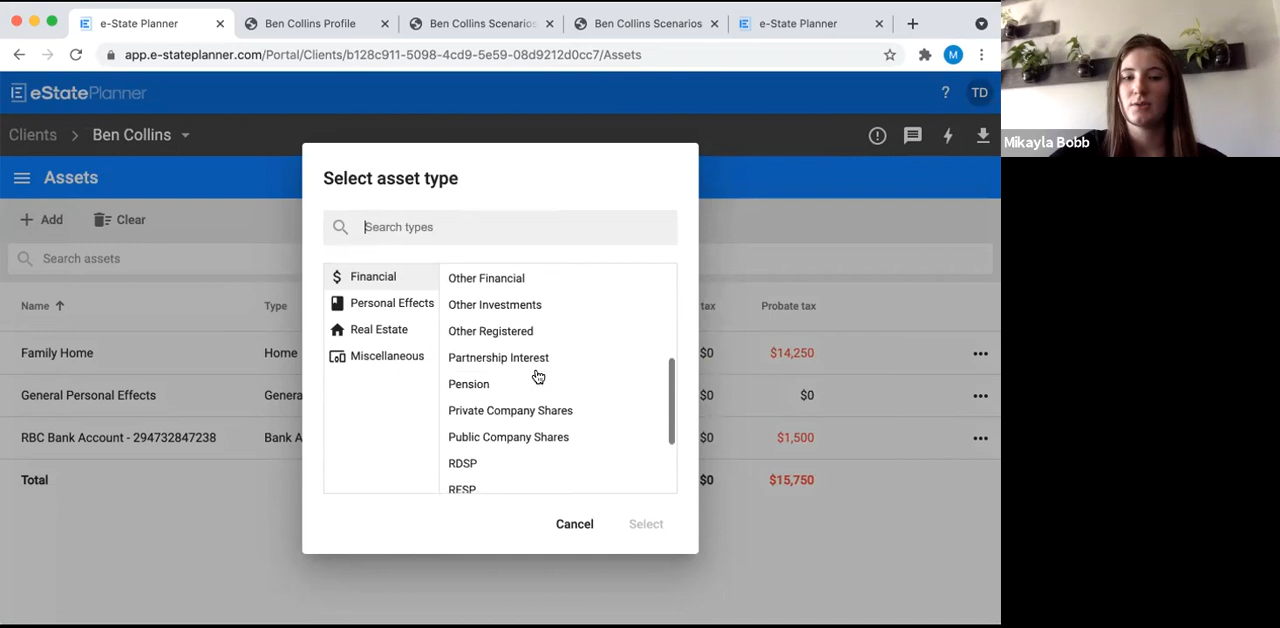 e-State Planner
Ben Collins Profile
Ben Collins Scenarios
Ben Collins Scenarios
e-State Planner
app.e-stateplanner.com/Portal/Clients/b128c911-5098-4cd9-5e59-08d9212d0cc7/Assets
M
eStatePlanner
?
TD
Clients > Ben Collins
Assets
+ Add
Clear
Search assets
Name
Type
tax
Probate tax
Family Home
Home
$0
$14,250
General Personal Effects
Genera
$0
$0
RBC Bank Account - 294732847238
Bank A
$0
$1,500
Total
$0
$15,750
Select asset type
Search types
Financial
Personal Effects
Real Estate
Miscellaneous
Other Financial
Other Investments
Other Registered
Partnership Interest
Pension
Private Company Shares
Public Company Shares
RDSP
RESP
Cancel
Select
Mikayla Bobb